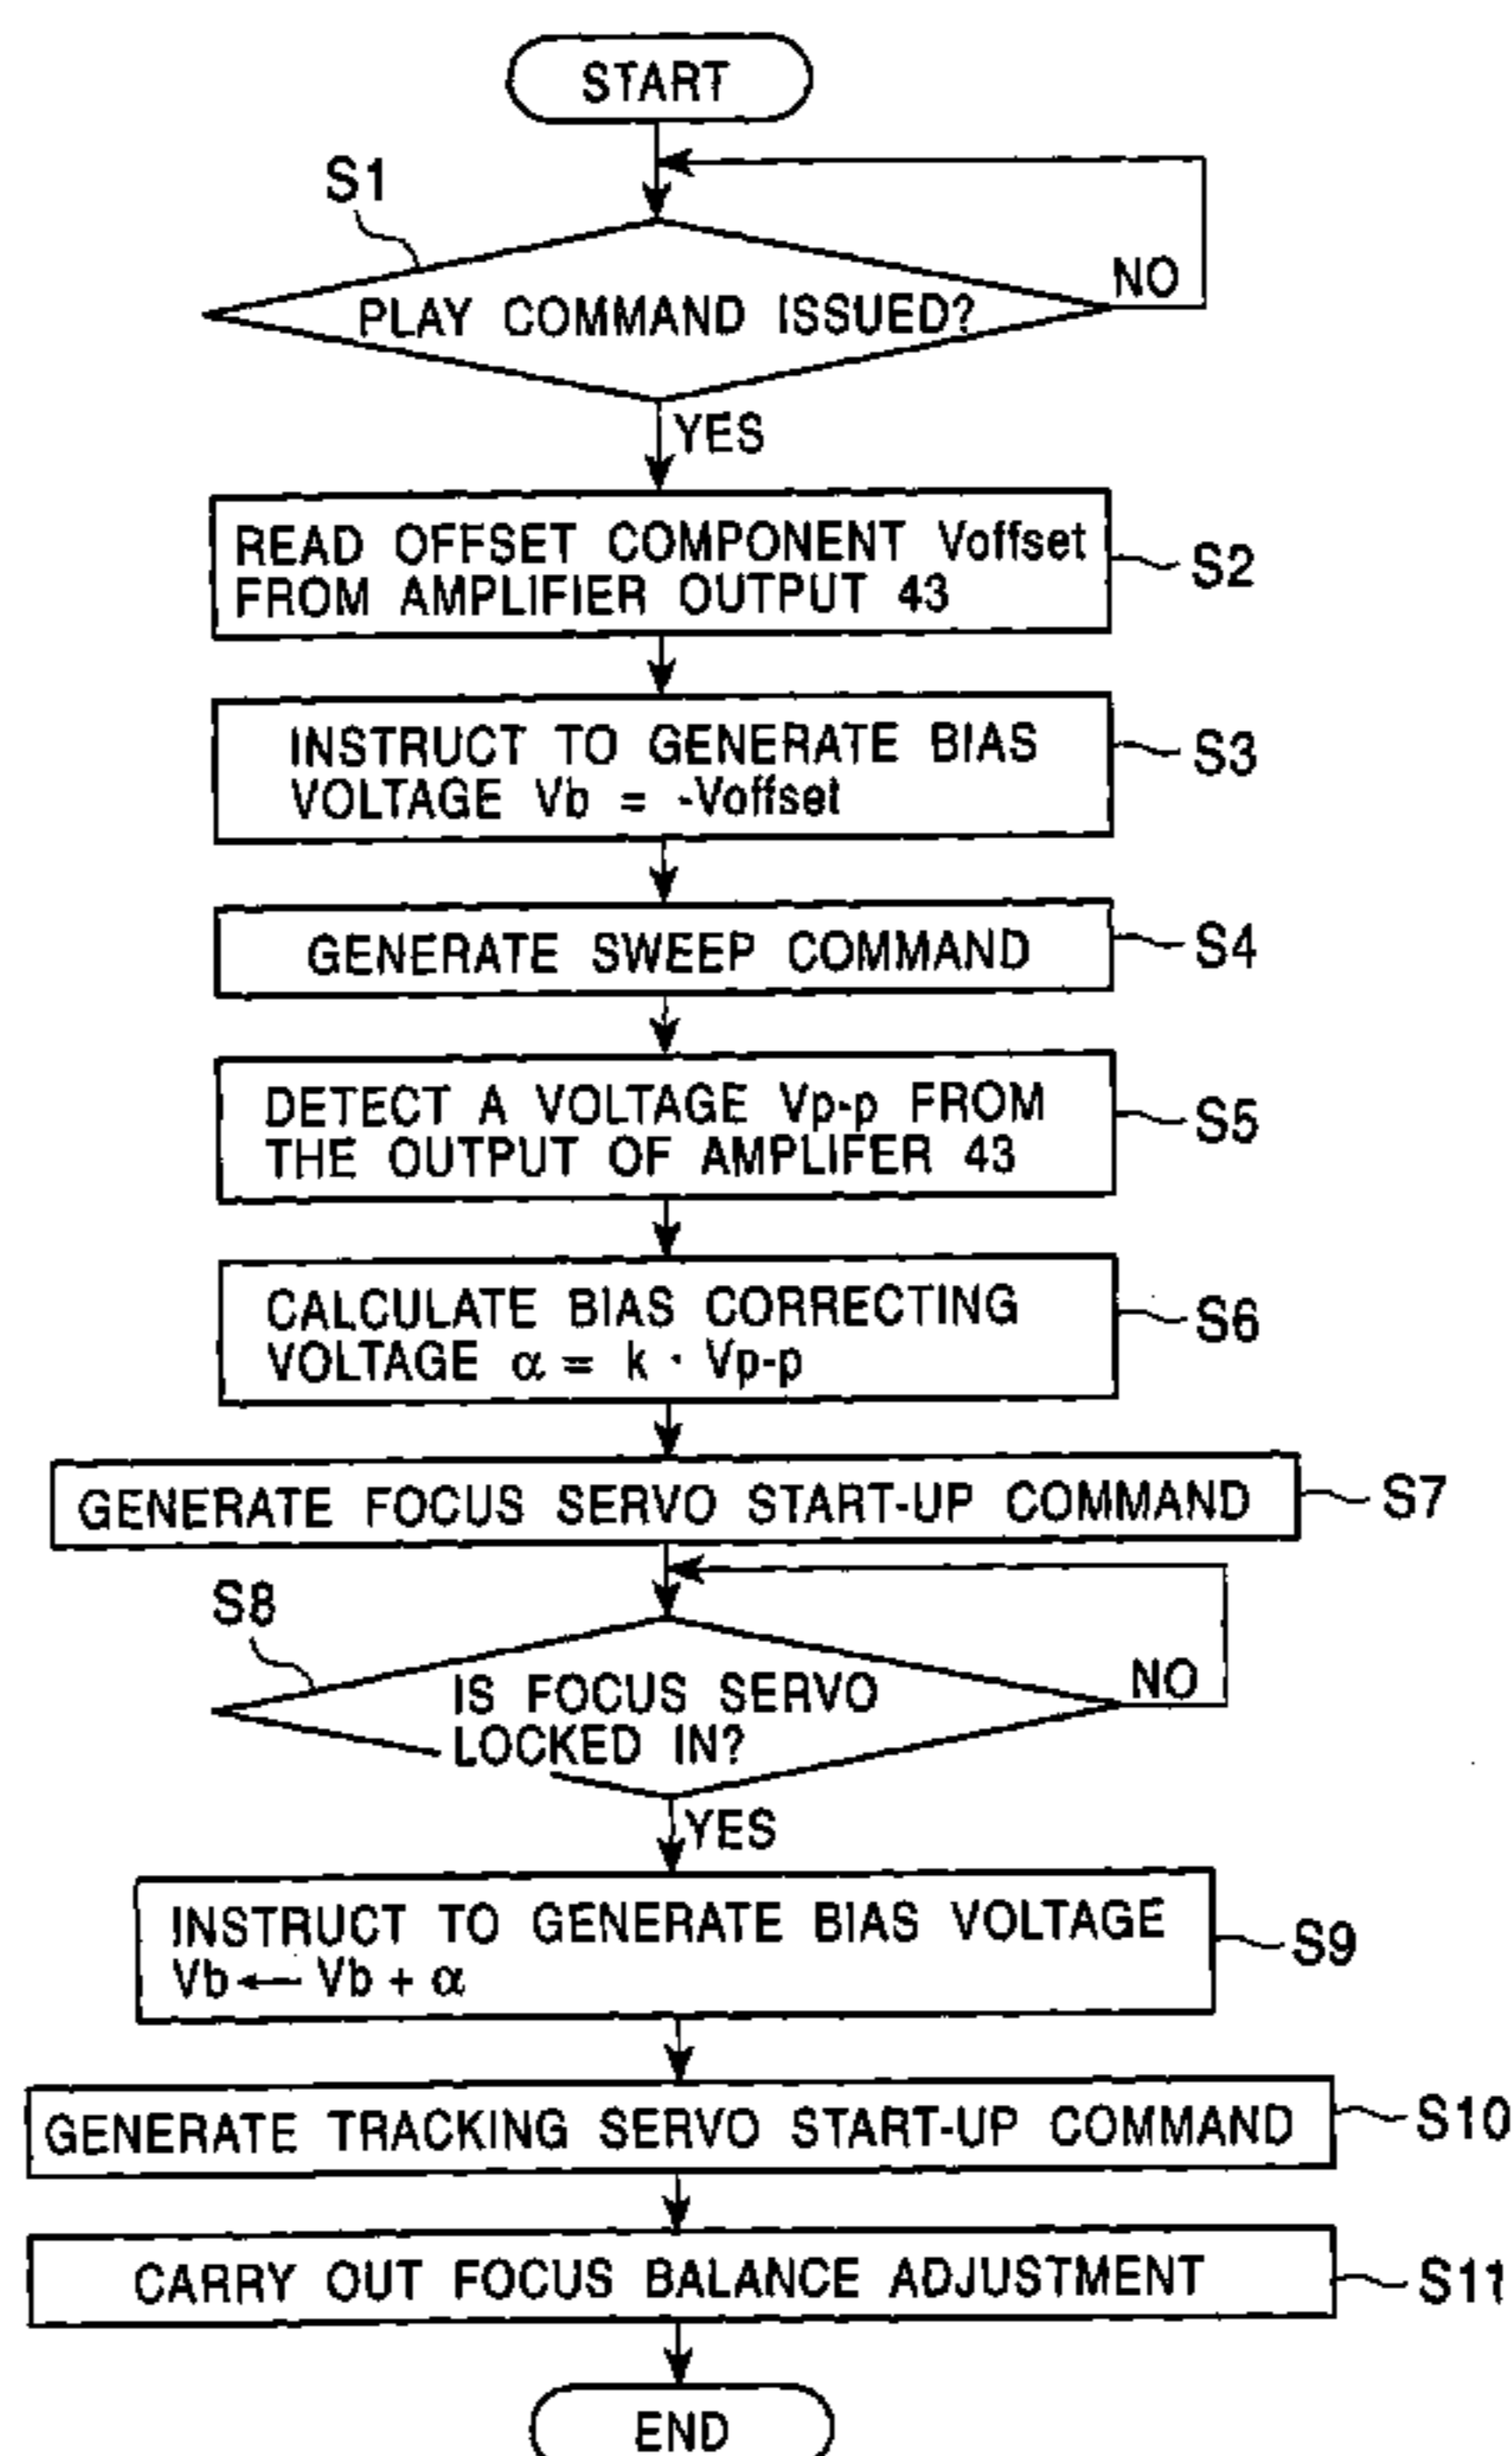 START
S1
NO
PLAY COMMAND ISSUED?
YES
READ OFFSET COMPONENT Voffset
FROM AMPLIFIER OUTPUT 43
S2
INSTRUCT TO GENERATE BIAS
VOLTAGE Vb = -Voffset
S3
GENERATE SWEEP COMMAND
S4
DETECT A VOLTAGE Vp-p FROM
THE OUTPUT OF AMPLIFER 43
S5
CALCULATE BIAS CORRECTING
VOLTAGE α = k · Vp-p
S6
GENERATE FOCUS SERVO START-UP COMMAND
S7
S8
NO
IS FOCUS SERVO
LOCKED IN?
YES
INSTRUCT TO GENERATE BIAS VOLTAGE
Vb ← Vb + α
S9
GENERATE TRACKING SERVO START-UP COMMAND
S10
CARRY OUT FOCUS BALANCE ADJUSTMENT
S11
END